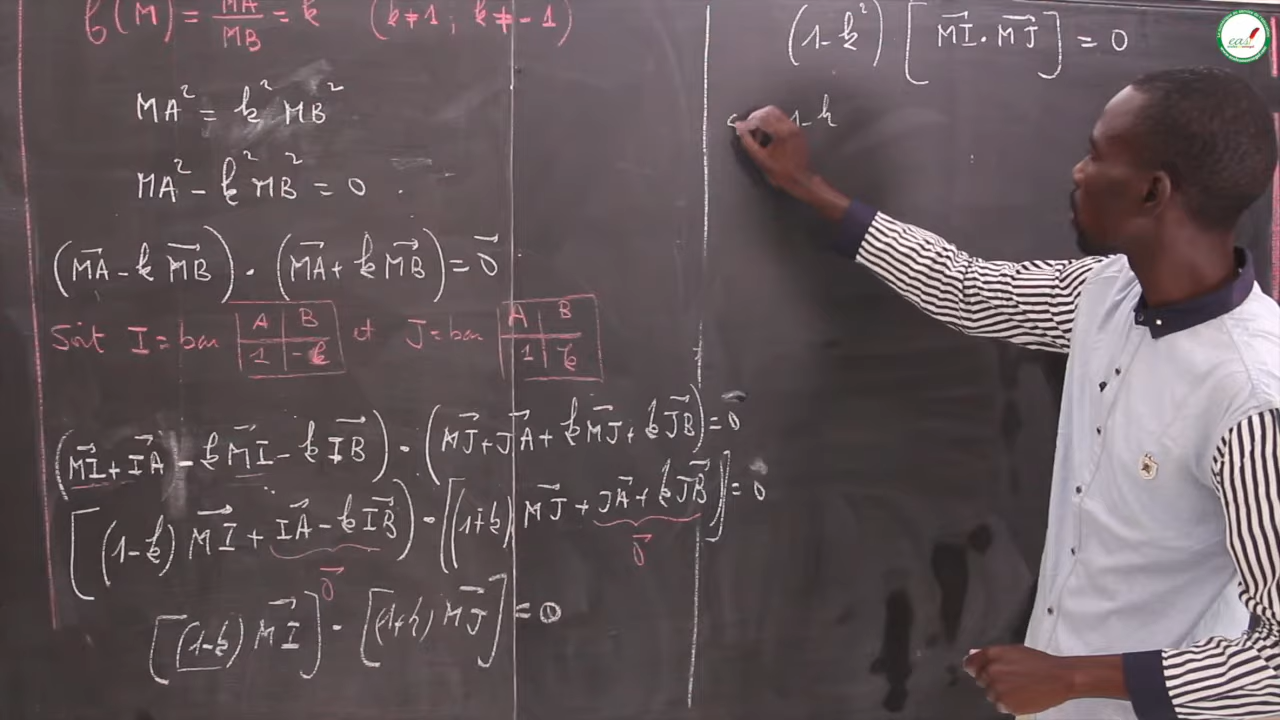 f(M) = MA/MB = k (k≠1 ; k≠-1)
MA² = k² MB²
MA² - k² MB² = 0
(MA⃗ - k MB⃗) · (MA⃗ + k MB⃗) = 0⃗
Soit I = bar A B 1 -k et J = bar A B 1 k
(MI⃗ + IA⃗ - k MI⃗ - k IB⃗) · (MJ⃗ + JA⃗ + k MJ⃗ + k JB⃗) = 0
[(1-k) MI⃗ + IA⃗ - k IB⃗) · [(1+k) MJ⃗ + JA⃗ + k JB⃗] = 0
0⃗ 0⃗
[(1-k) MI⃗] · [(1+k) MJ⃗] = 0
(1-k²) · [MI⃗ · MJ⃗] = 0
1-k
eas!